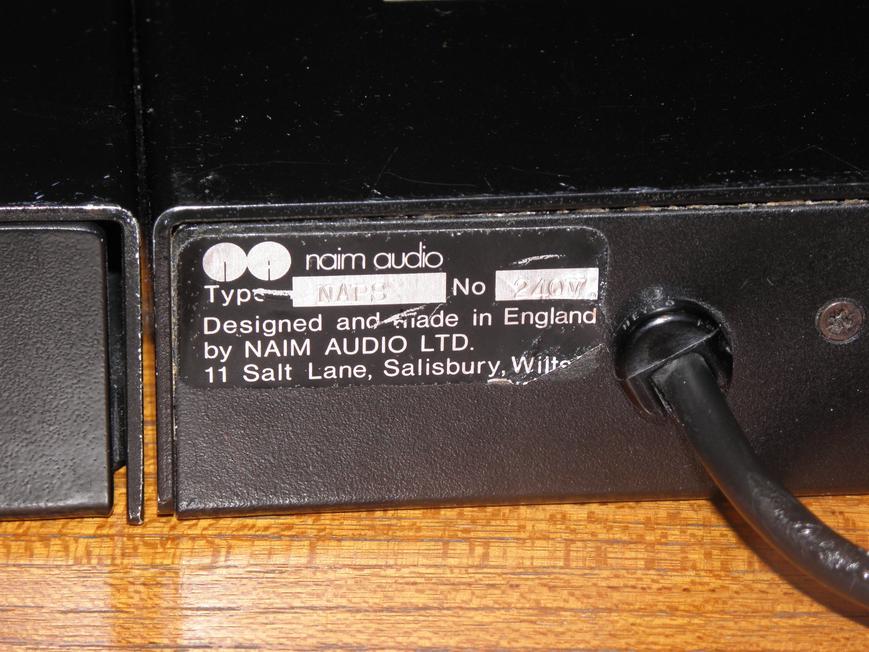 naim audio
Type NAPS No 240V
Designed and made in England
by NAIM AUDIO LTD.
11 Salt Lane, Salisbury, Wilts